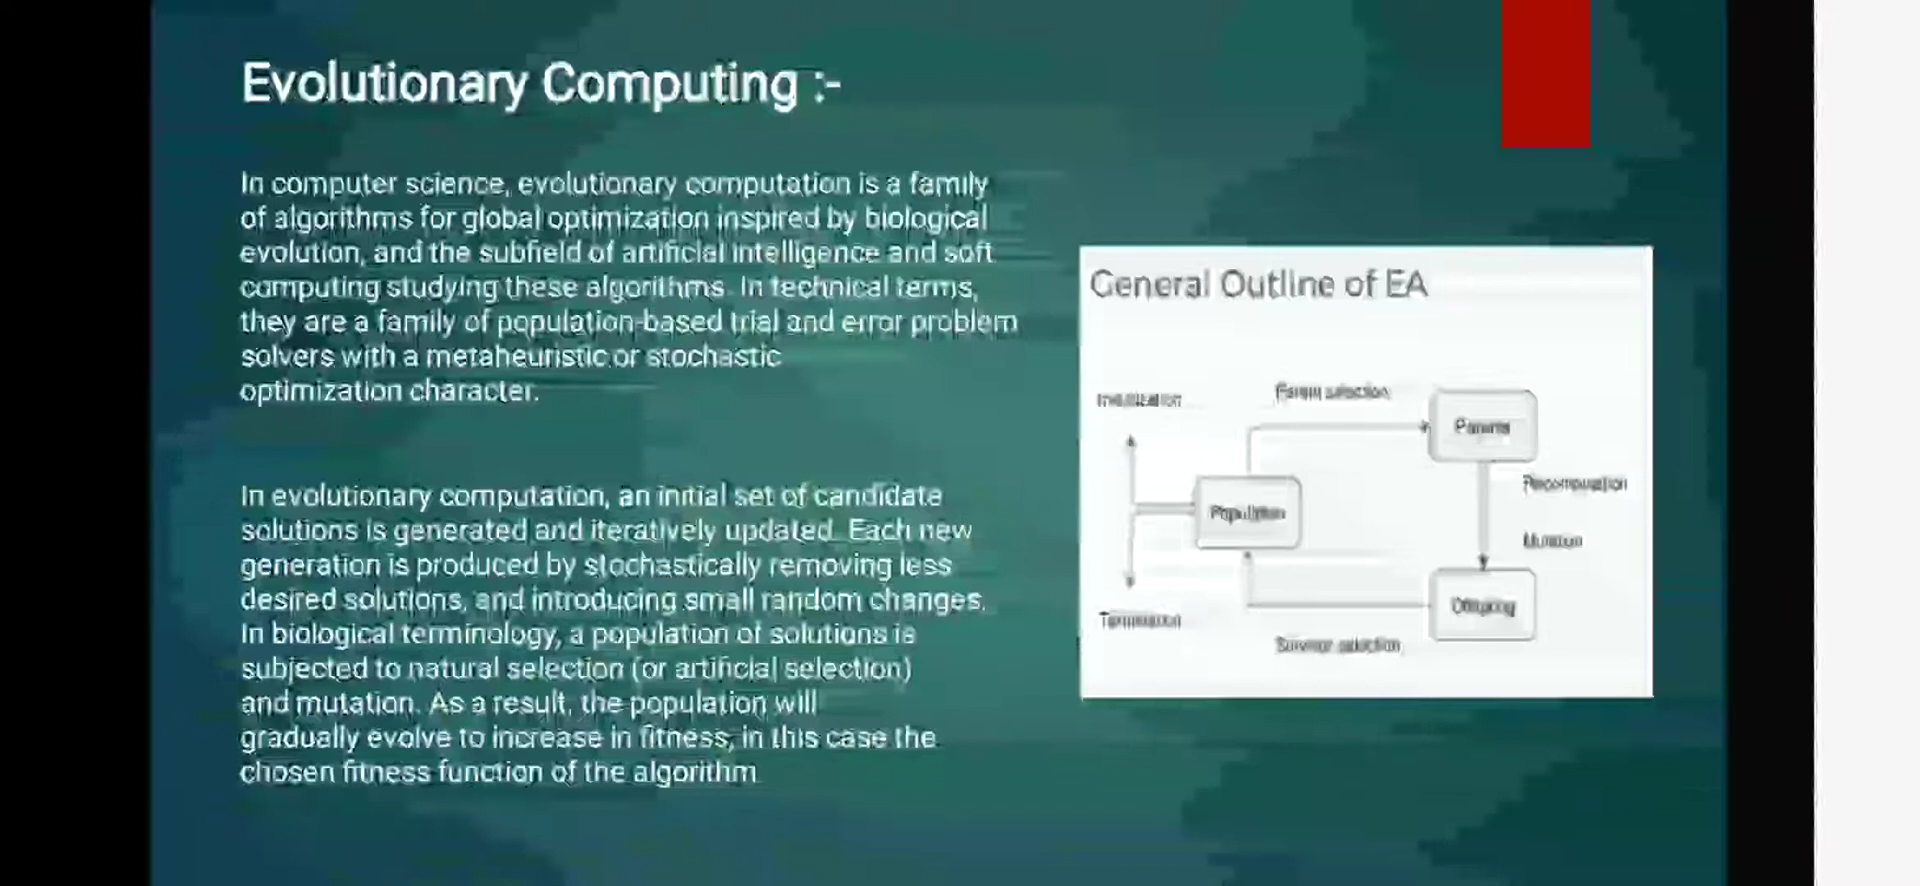 Evolutionary Computing :-
In computer science, evolutionary computation is a family
of algorithms for global optimization inspired by biological
evolution, and the subfield of artificial intelligence and soft
computing studying these algorithms. In technical terms,
they are a family of population-based trial and error problem
solvers with a metaheuristic or stochastic
optimization character.
In evolutionary computation, an initial set of candidate
solutions is generated and iteratively updated. Each new
generation is produced by stochastically removing less
desired solutions, and introducing small random changes.
In biological terminology, a population of solutions is
subjected to natural selection (or artificial selection)
and mutation. As a result, the population will
gradually evolve to increase in fitness, in this case the
chosen fitness function of the algorithm
General Outline of EA
Initialization
Parent selection
Parents
Recombination
Population
Mutation
Offspring
Termination
Survivor selection